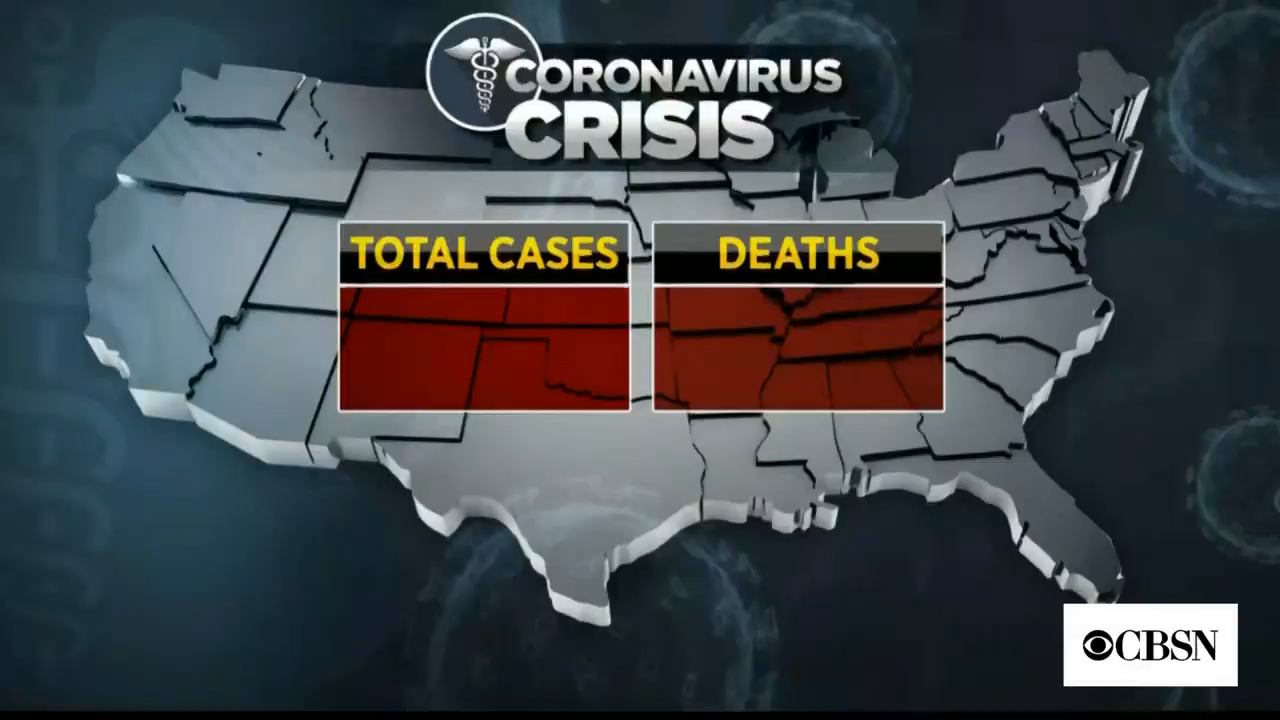 CORONAVIRUS
CRISIS
TOTAL CASES
DEATHS
CBSN